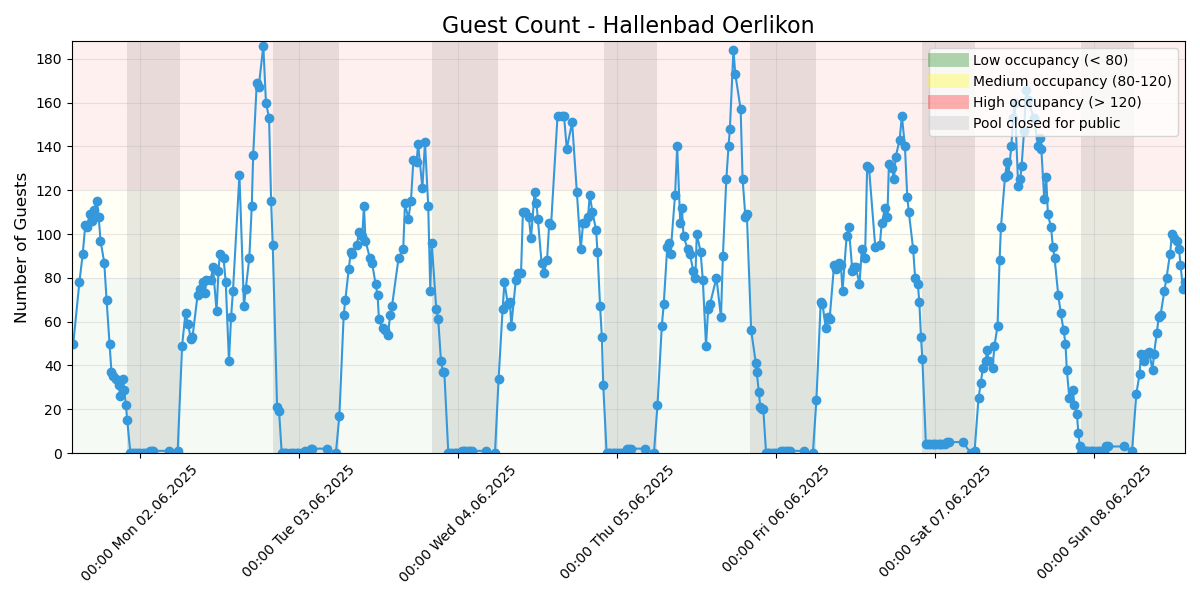 Guest Count - Hallenbad Oerlikon
Number of Guests
180
160
140
120
100
80
60
40
20
0
Low occupancy (< 80)
Medium occupancy (80-120)
High occupancy (> 120)
Pool closed for public
00:00 Mon 02.06.2025
00:00 Tue 03.06.2025
00:00 Wed 04.06.2025
00:00 Thu 05.06.2025
00:00 Fri 06.06.2025
00:00 Sat 07.06.2025
00:00 Sun 08.06.2025